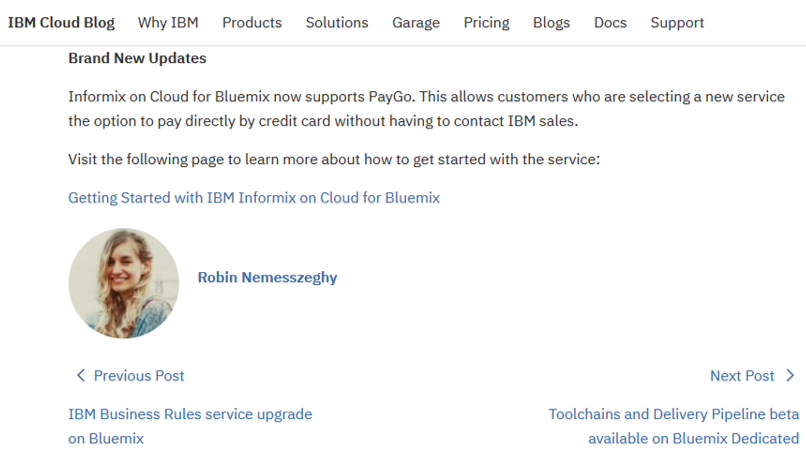 IBM Cloud Blog Why IBM Products Solutions Garage Pricing Blogs Docs Support
Brand New Updates
Informix on Cloud for Bluemix now supports PayGo. This allows customers who are selecting a new service
the option to pay directly by credit card without having to contact IBM sales.
Visit the following page to learn more about how to get started with the service:
Getting Started with IBM Informix on Cloud for Bluemix
Robin Nemesszeghy
Previous Post
Next Post
IBM Business Rules service upgrade
on Bluemix
Toolchains and Delivery Pipeline beta
available on Bluemix Dedicated